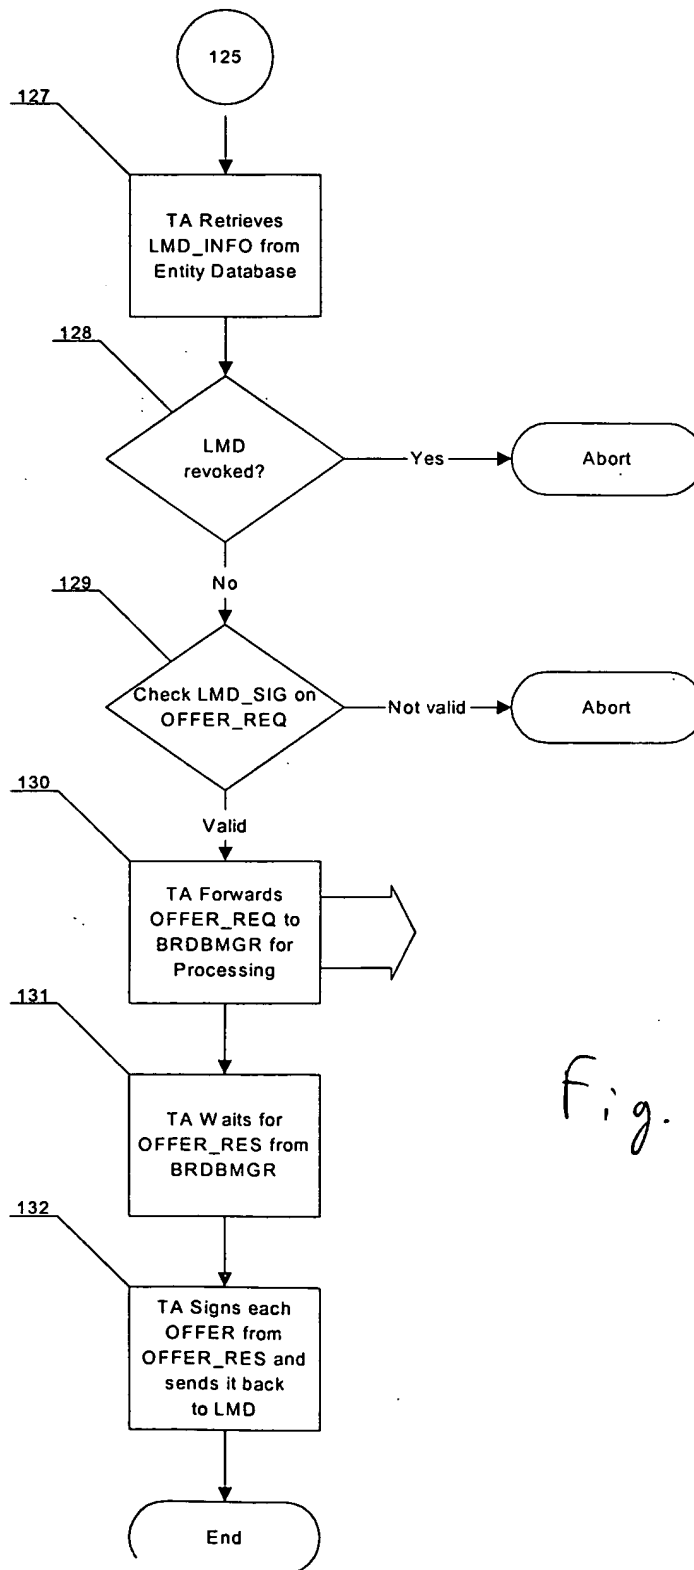 125
127
TA Retrieves
LMD_INFO from
Entity Database
128
LMD
revoked?
Yes
Abort
No
129
Check LMD_SIG on
OFFER_REQ
Not valid
Abort
Valid
130
TA Forwards
OFFER_REQ to
BRDBMGR for
Processing
131
TA Waits for
OFFER_RES from
BRDBMGR
Fig.
132
TA Signs each
OFFER from
OFFER_RES and
sends it back
to LMD
End